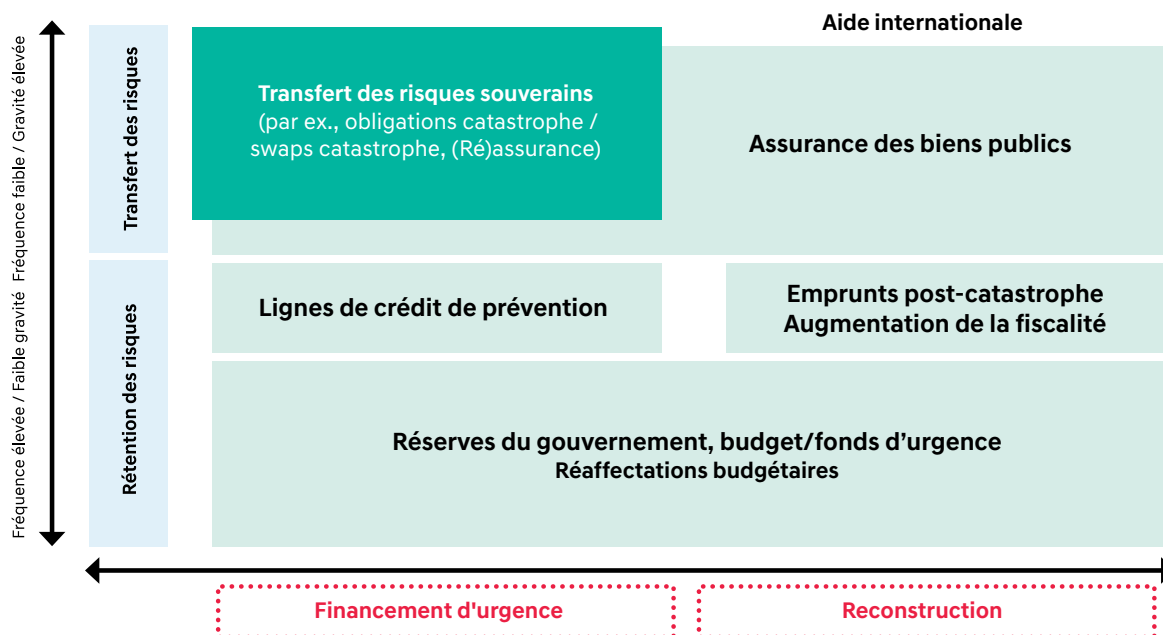 Aide internationale
Fréquence faible / Gravité élevée
Fréquence élevée / Faible gravité
Transfert des risques
Transfert des risques souverains
(par ex., obligations catastrophe /
swaps catastrophe, (Ré)assurance)
Assurance des biens publics
Rétention des risques
Lignes de crédit de prévention
Emprunts post-catastrophe
Augmentation de la fiscalité
Réserves du gouvernement, budget/fonds d’urgence
Réaffectations budgétaires
Financement d'urgence
Reconstruction